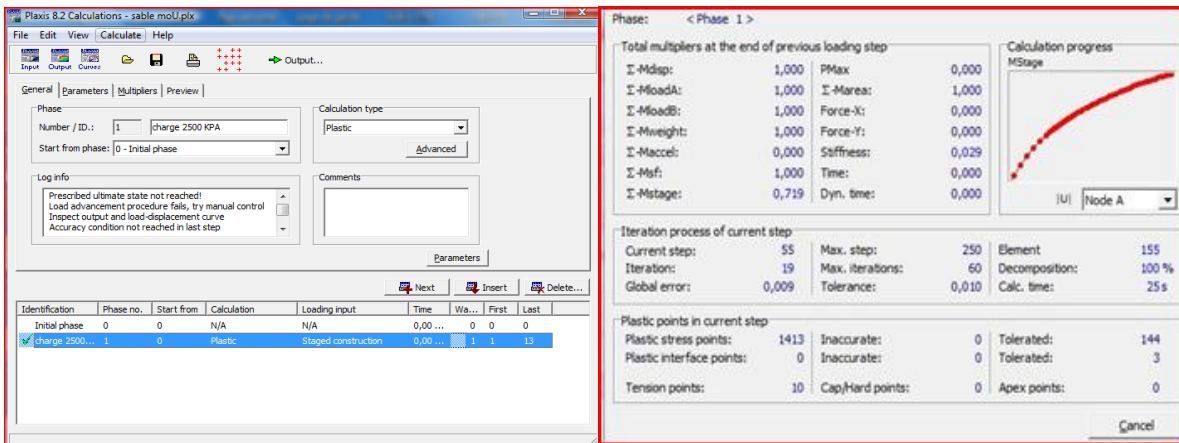 Plaxis 8.2 Calculations - sable moU.plx
File Edit View Calculate Help
Input Output Curves Output...
General Parameters Multipliers Preview
Phase
Number / ID.: 1 charge 2500 KPA
Start from phase: 0 - Initial phase
Calculation type
Plastic
Advanced
Log info
Prescribed ultimate state not reached!
Load advancement procedure fails, try manual control
Inspect output and load-displacement curve
Accuracy condition not reached in last step
Comments
Parameters
Next Insert Delete...
Identification Phase no. Start from Calculation Loading input Time Wa... First Last
Initial phase 0 0 N/A N/A 0,00 ... 0 0 0
charge 2500... 1 0 Plastic Staged construction 0,00 ... 1 1 13
Phase: < Phase 1 >
Total multipliers at the end of previous loading step
Σ-Mdisp: 1,000 PMax 0,000
Σ-MloadA: 1,000 Σ-Marea: 1,000
Σ-MloadB: 1,000 Force-X: 0,000
Σ-Mweight: 1,000 Force-Y: 0,000
Σ-Maccel: 0,000 Stiffness: 0,029
Σ-Msf: 1,000 Time: 0,000
Σ-Mstage: 0,719 Dyn. time: 0,000
Calculation progress
MStage
|U| Node A
Iteration process of current step
Current step: 55 Max. step: 250 Element 155
Iteration: 19 Max. iterations: 60 Decomposition: 100 %
Global error: 0,009 Tolerance: 0,010 Calc. time: 25 s
Plastic points in current step
Plastic stress points: 1413 Inaccurate: 0 Tolerated: 144
Plastic interface points: 0 Inaccurate: 0 Tolerated: 3
Tension points: 10 Cap/Hard points: 0 Apex points: 0
Cancel